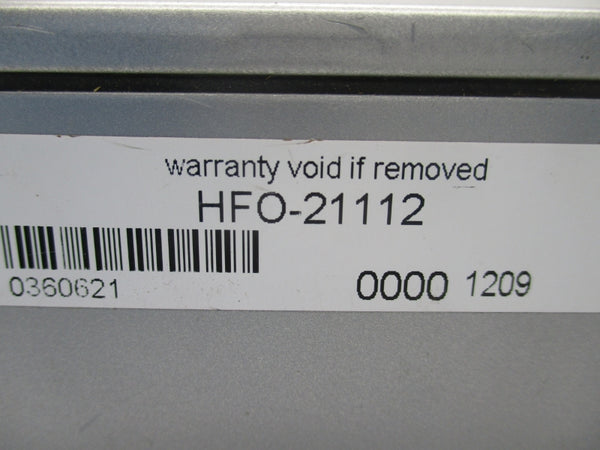 warranty void if removed
HFO-21112
0360621
0000 1209